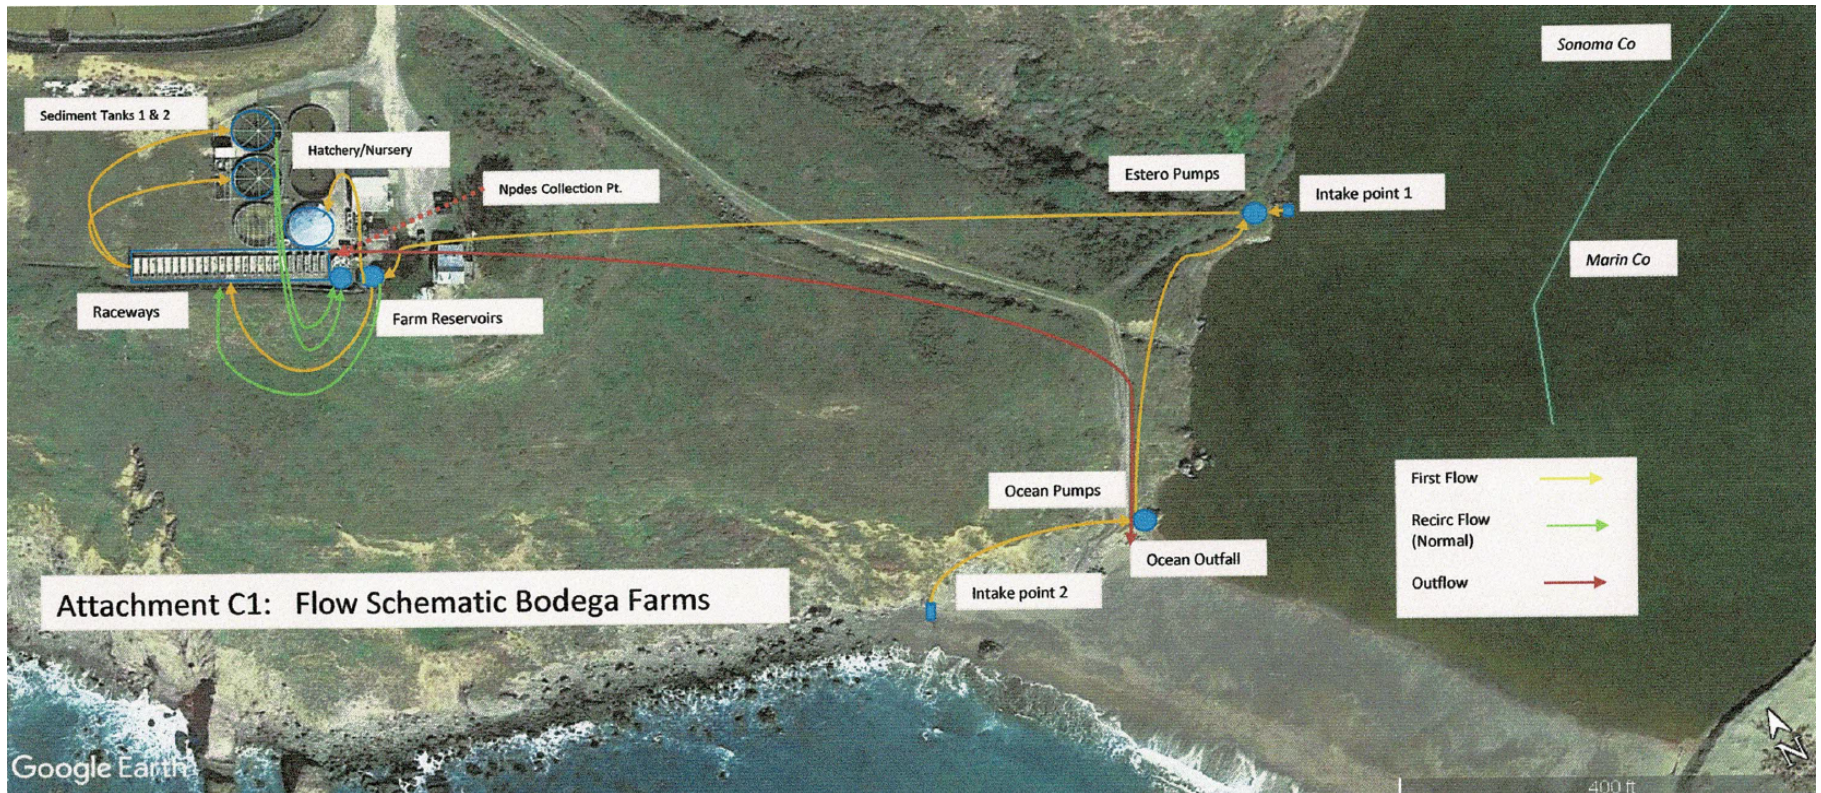 Sonoma Co
Sediment Tanks 1 & 2
Hatchery/Nursery
Npdes Collection Pt.
Estero Pumps
Intake point 1
Marin Co
Raceways
Farm Reservoirs
Ocean Pumps
Ocean Outfall
Intake point 2
First Flow
Recirc Flow
(Normal)
Outflow
Attachment C1: Flow Schematic Bodega Farms
Google Earth
N
400 ft